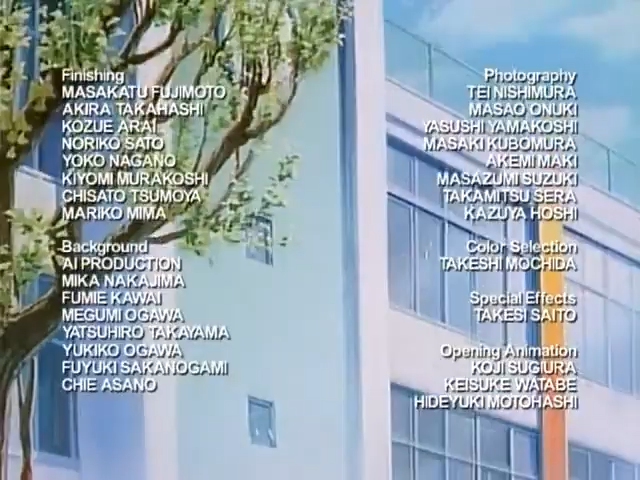 Finishing
MASAKATU FUJIMOTO
AKIRA TAKAHASHI
KOZUE ARAI
NORIKO SATO
YOKO NAGANO
KIYOMI MURAKOSHI
CHISATO TSUMOYA
MARIKO MIMA
Background
AI PRODUCTION
MIKA NAKAJIMA
FUMIE KAWAI
MEGUMI OGAWA
YATSUHIRO TAKAYAMA
YUKIKO OGAWA
FUYUKI SAKANOGAMI
CHIE ASANO
Photography
TEI NISHIMURA
MASAO ONUKI
YASUSHI YAMAKOSHI
MASAKI KUBOMURA
AKEMI MAKI
MASAZUMI SUZUKI
TAKAMITSU SERA
KAZUYA HOSHI
Color Selection
TAKESHI MOCHIDA
Special Effects
TAKESI SAITO
Opening Animation
KOJI SUGIURA
KEISUKE WATABE
HIDEYUKI MOTOHASHI